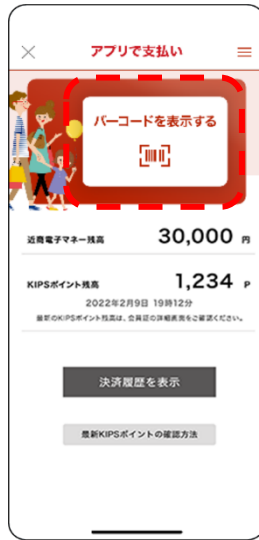 アプリで支払い
バーコードを表示する
近商電子マネー残高 30,000 円
KIPSポイント残高 1,234 P
2022年2月9日 19時12分
最新のKIPSポイント残高は、会員証の詳細画面をご確認ください。
決済履歴を表示
最新KIPSポイントの確認方法